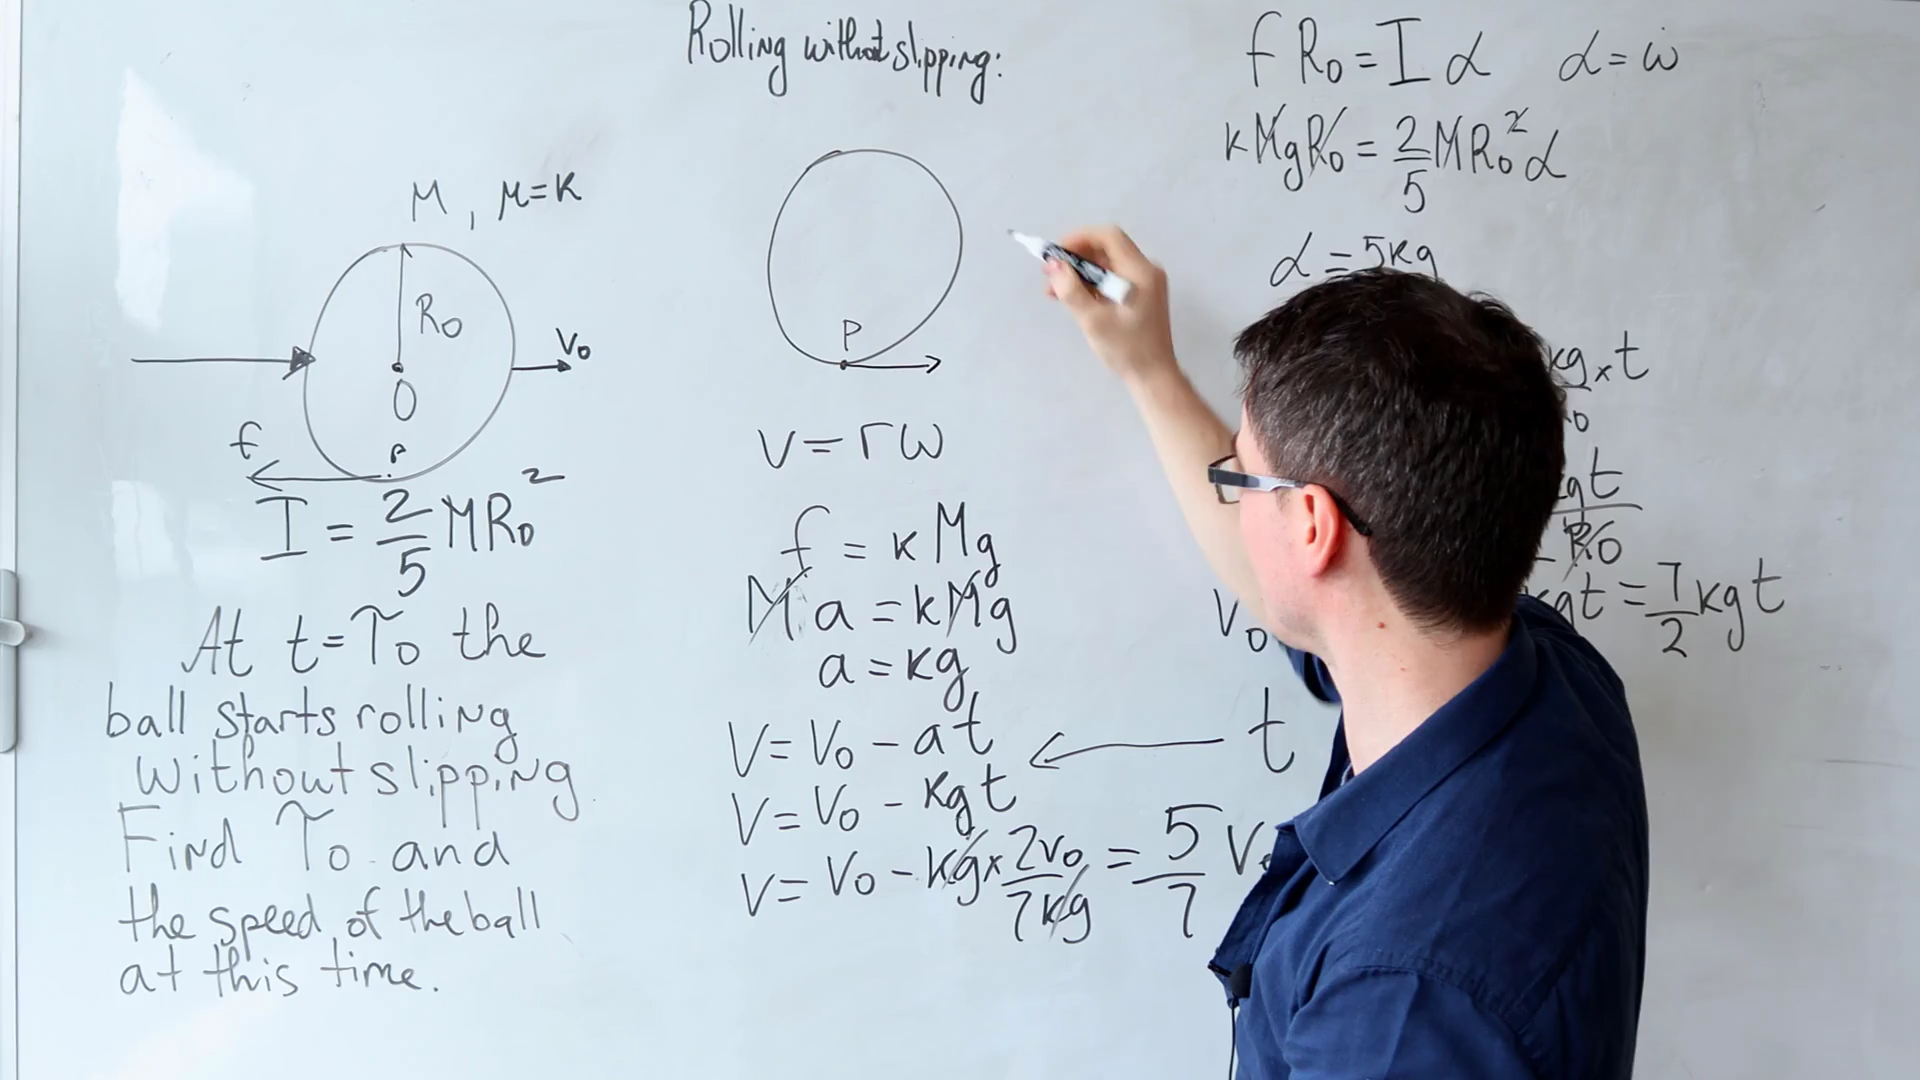 Rolling without slipping:
M, μ=k
R₀
V₀
O
P
f
I = 2/5 MR₀²
At t=T₀ the
ball starts rolling
without slipping
Find T₀ and
the speed of the ball
at this time.
P
V = rω
f = kMg
Ma = kMg
a = kg
V = V₀ - at
V = V₀ - kgt
V = V₀ - kg × 2V₀/7kg = 5/7 V₀
f R₀ = I α α = ω̇
kMgR₀ = 2/5 MR₀² α
α = 5kg
kg × t
gt
R₀
V₀
kgt = 7/2 kgt
t